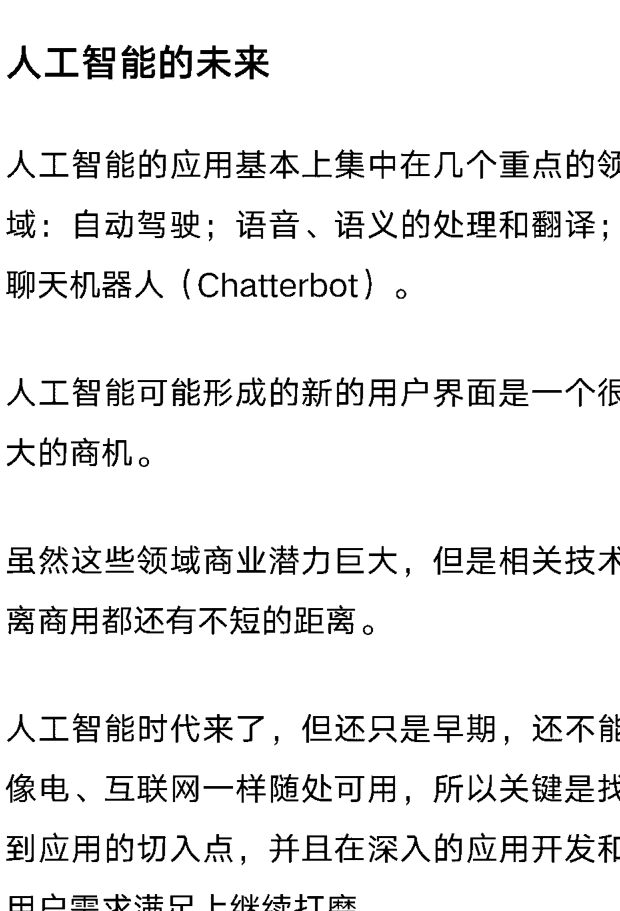 人工智能的未来
人工智能的应用基本上集中在几个重点的领
域：自动驾驶；语音、语义的处理和翻译；
聊天机器人（Chatterbot）。
人工智能可能形成的新的用户界面是一个很
大的商机。
虽然这些领域商业潜力巨大，但是相关技术
离商用都还有不短的距离。
人工智能时代来了，但还只是早期，还不能
像电、互联网一样随处可用，所以关键是找
到应用的切入点，并且在深入的应用开发和
用户需求满足上继续打磨